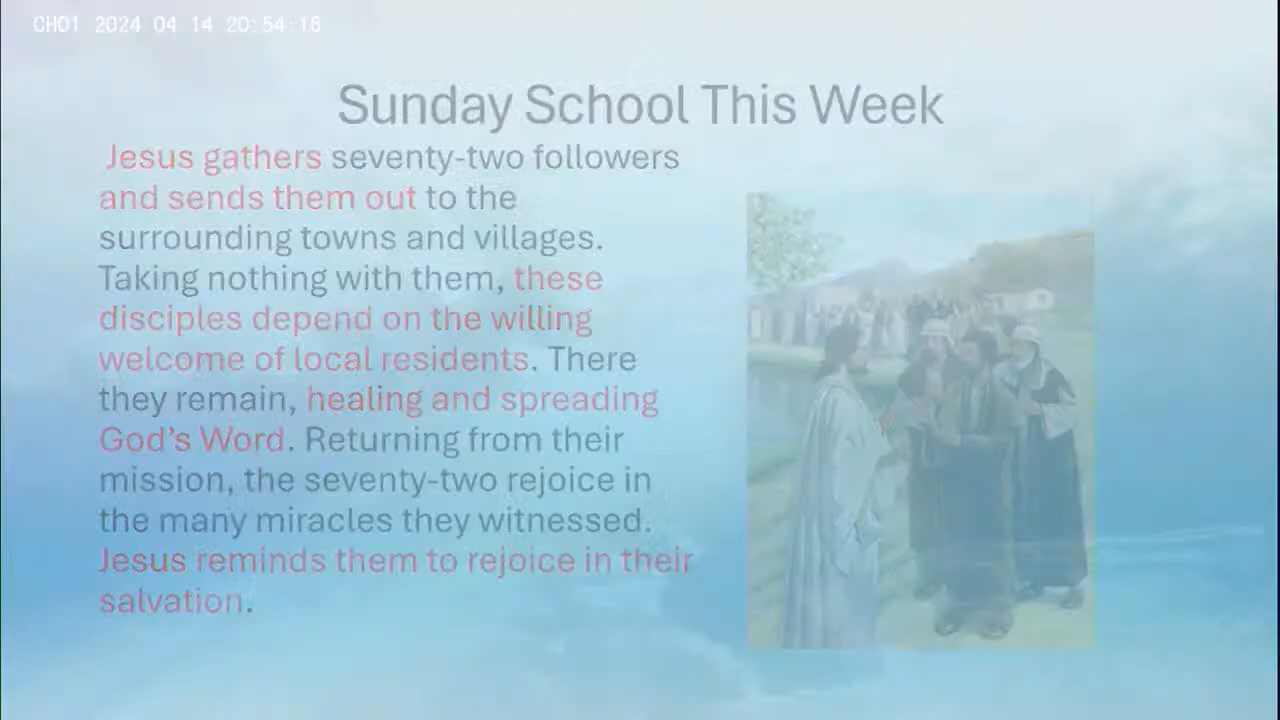 CH01 2024 04 14 20:54:16
Sunday School This Week
Jesus gathers seventy-two followers
and sends them out to the
surrounding towns and villages.
Taking nothing with them, these
disciples depend on the willing
welcome of local residents. There
they remain, healing and spreading
God's Word. Returning from their
mission, the seventy-two rejoice in
the many miracles they witnessed.
Jesus reminds them to rejoice in their
salvation.